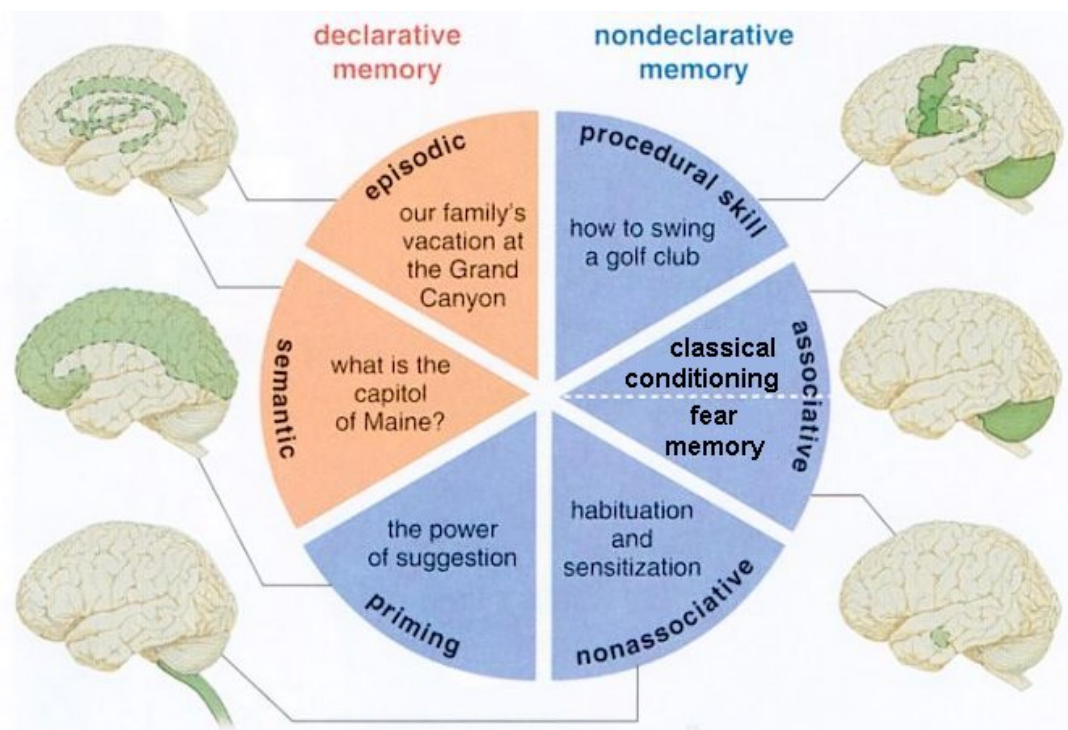 declarative
memory
nondeclarative
memory
episodic
our family's
vacation at
the Grand
Canyon
procedural skill
how to swing
a golf club
semantic
what is the
capitol
of Maine?
associative
classical
conditioning
fear
memory
priming
the power
of suggestion
nonassociative
habituation
and
sensitization